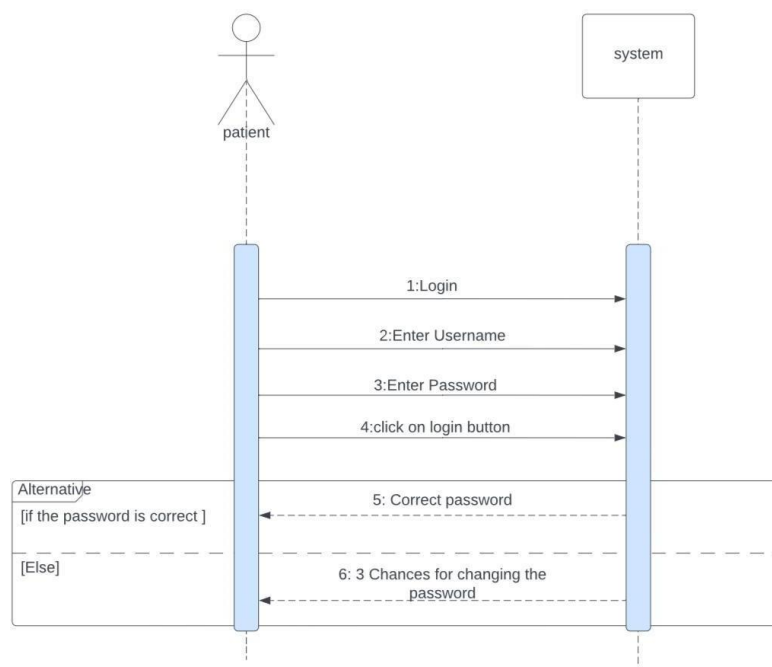 system
patient
1:Login
2:Enter Username
3:Enter Password
4:click on login button
Alternative
5: Correct password
[if the password is correct ]
[Else]
6: 3 Chances for changing the
password